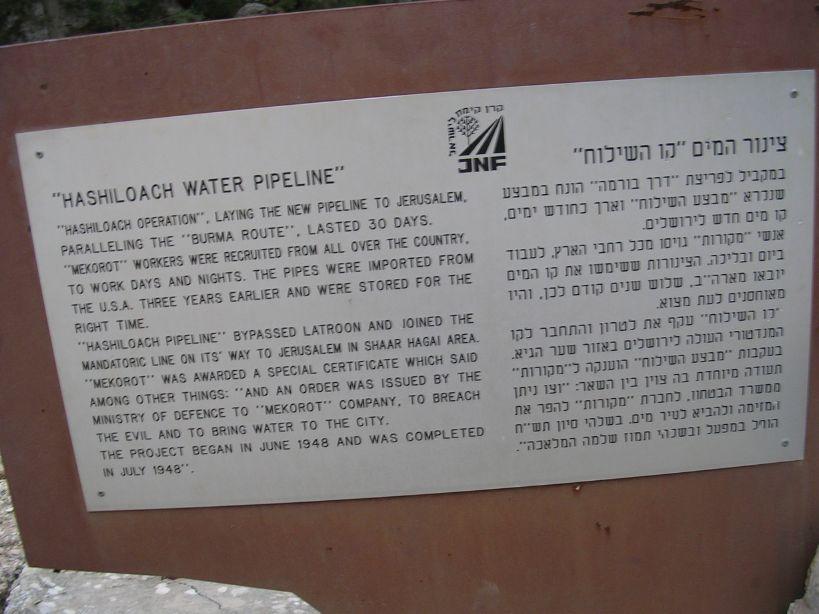 קרן קימת לישראל
JNF
"HASHILOACH WATER PIPELINE"
"HASHILOACH OPERATION", LAYING THE NEW PIPELINE TO JERUSALEM,
PARALLELING THE "BURMA ROUTE", LASTED 30 DAYS.
"MEKOROT" WORKERS WERE RECRUITED FROM ALL OVER THE COUNTRY,
TO WORK DAYS AND NIGHTS. THE PIPES WERE IMPORTED FROM
THE U.S.A. THREE YEARS EARLIER AND WERE STORED FOR THE
RIGHT TIME.
"HASHILOACH PIPELINE" BYPASSED LATROON AND JOINED THE
MANDATORIC LINE ON ITS' WAY TO JERUSALEM IN SHAAR HAGAI AREA.
"MEKOROT" WAS AWARDED A SPECIAL CERTIFICATE WHICH SAID
AMONG OTHER THINGS: "AND AN ORDER WAS ISSUED BY THE
MINISTRY OF DEFENCE TO "MEKOROT" COMPANY, TO BREACH
THE EVIL AND TO BRING WATER TO THE CITY.
THE PROJECT BEGAN IN JUNE 1948 AND WAS COMPLETED
IN JULY 1948".
צינור המים "קו השילוח"
במקביל לפריצת "דרך בורמה" הונח במבצע
שנקרא "מבצע השילוח" וארך כחודש ימים,
קו מים חדש לירושלים.
אנשי "מקורות" גויסו מכל רחבי הארץ, לעבוד
ביום ובלילה. הצינורות ששימשו את קו המים
יובאו מארה"ב, שלוש שנים קודם לכן, והיו
מאוחסנים לעת מצוא.
"קו השילוח" עקף את לטרון והתחבר לקו
המנדטורי העולה לירושלים באזור שער הגיא.
בעקבות "מבצע השילוח" הוענקה ל"מקורות"
תעודה מיוחדת בה צוין בין השאר: "וצו ניתן
ממשרד הבטחון, לחברת "מקורות" להפר את
המזימה ולהביא לעיר מים. בשלהי סיון תש"ח
הוחל במפעל ובשלהי תמוז שלמה המלאכה".